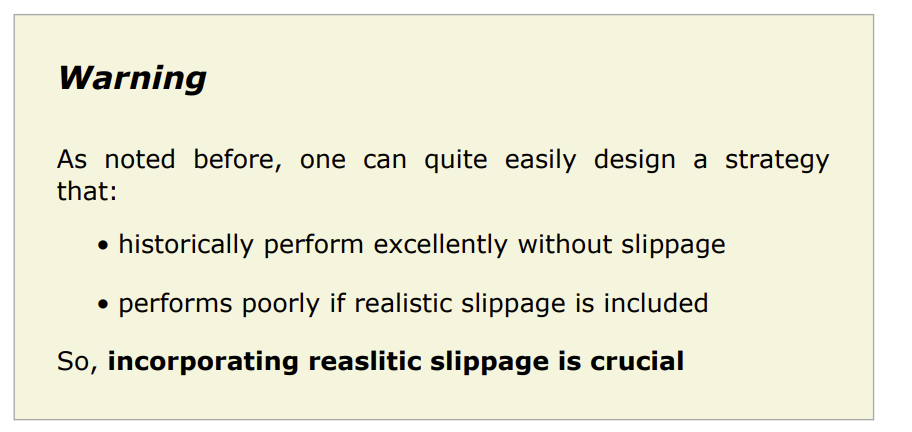 Warning
As noted before, one can quite easily design a strategy
that:
• historically perform excellently without slippage
• performs poorly if realistic slippage is included
So, incorporating reaslitic slippage is crucial